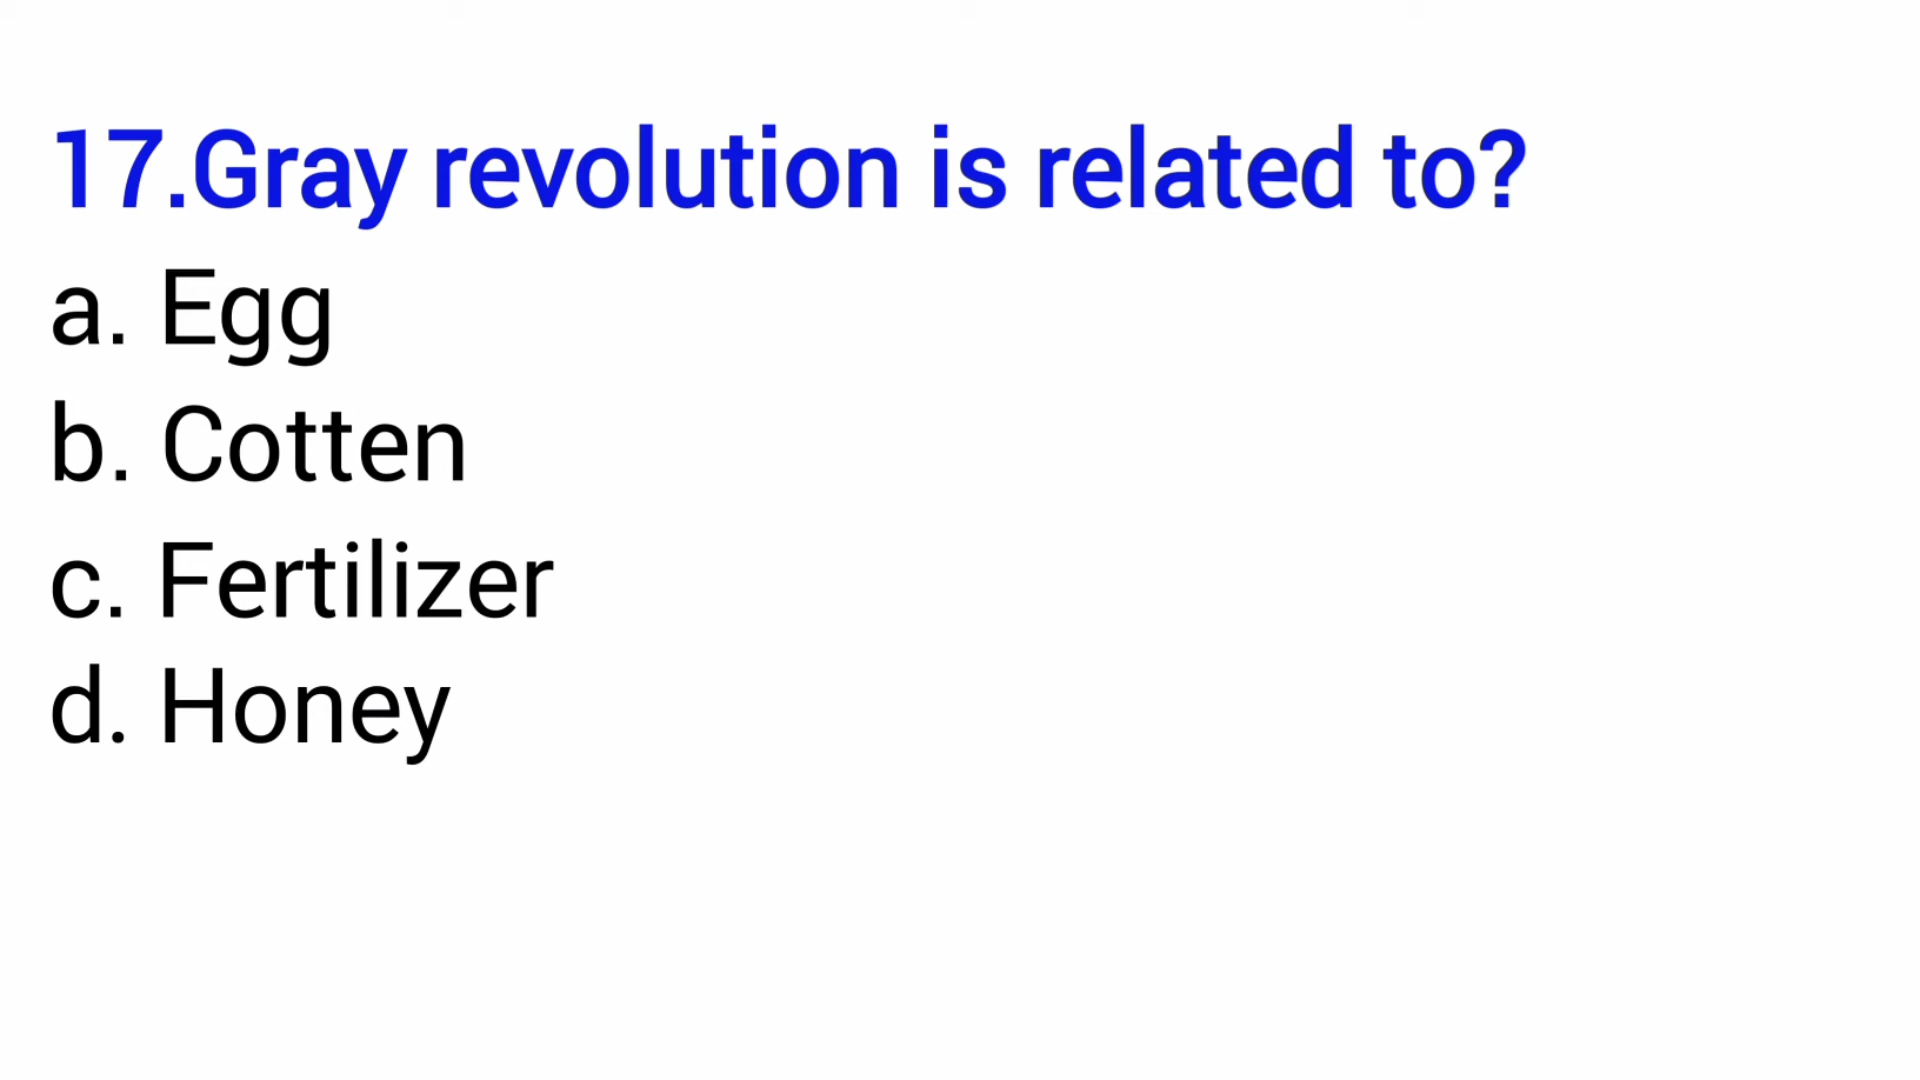 17.Gray revolution is related to?
a. Egg
b. Cotten
c. Fertilizer
d. Honey